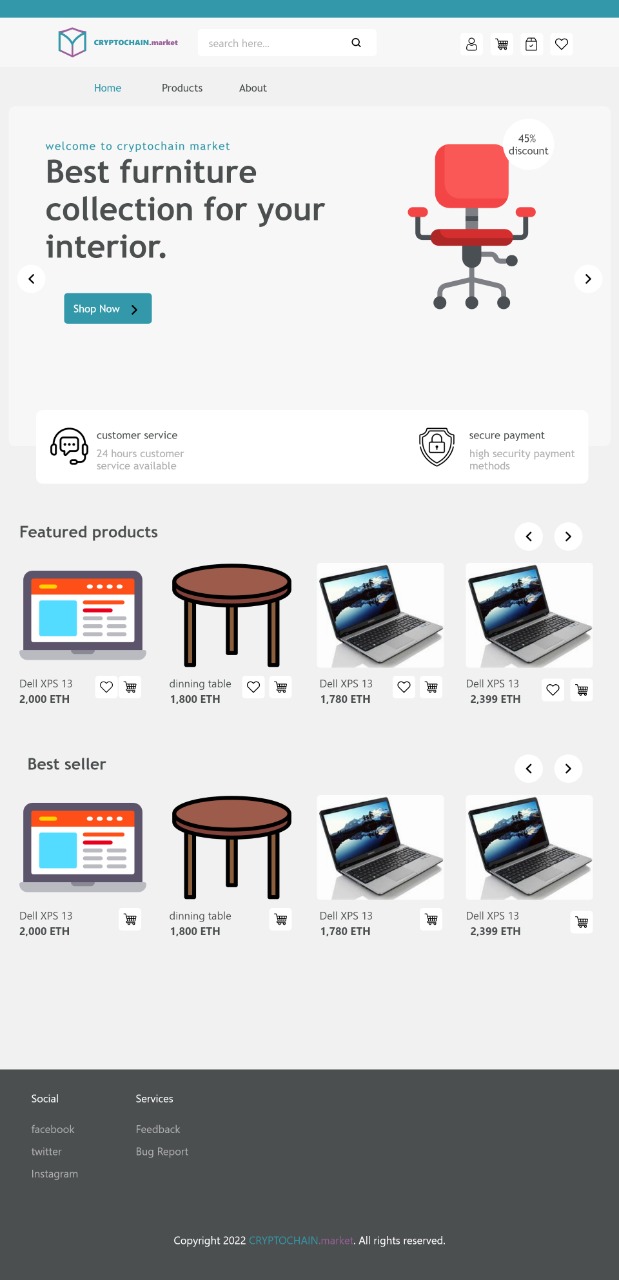 CRYPTOCHAIN.market
search here...
Home Products About
welcome to cryptochain market
Best furniture
collection for your
interior.
45%
discount
Shop Now
customer service
24 hours customer
service available
secure payment
high security payment
methods
Featured products
Dell XPS 13
2,000 ETH
dinning table
1,800 ETH
Dell XPS 13
1,780 ETH
Dell XPS 13
2,399 ETH
Best seller
Dell XPS 13
2,000 ETH
dinning table
1,800 ETH
Dell XPS 13
1,780 ETH
Dell XPS 13
2,399 ETH
Social
facebook
twitter
Instagram
Services
Feedback
Bug Report
Copyright 2022 CRYPTOCHAIN.market. All rights reserved.